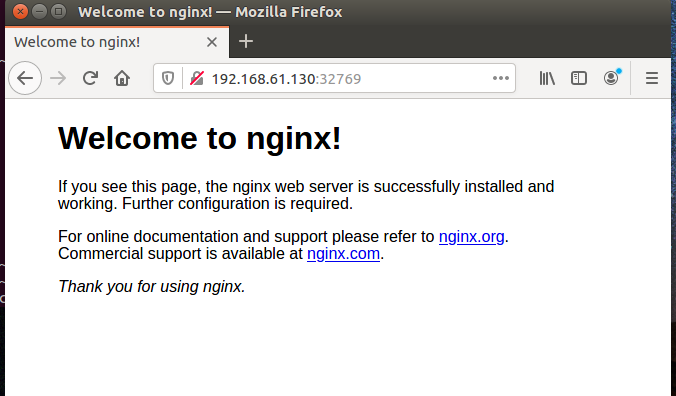 Welcome to nginx! — Mozilla Firefox
Welcome to nginx!
192.168.61.130:32769
Welcome to nginx!
If you see this page, the nginx web server is successfully installed and
working. Further configuration is required.
For online documentation and support please refer to nginx.org.
Commercial support is available at nginx.com.
Thank you for using nginx.